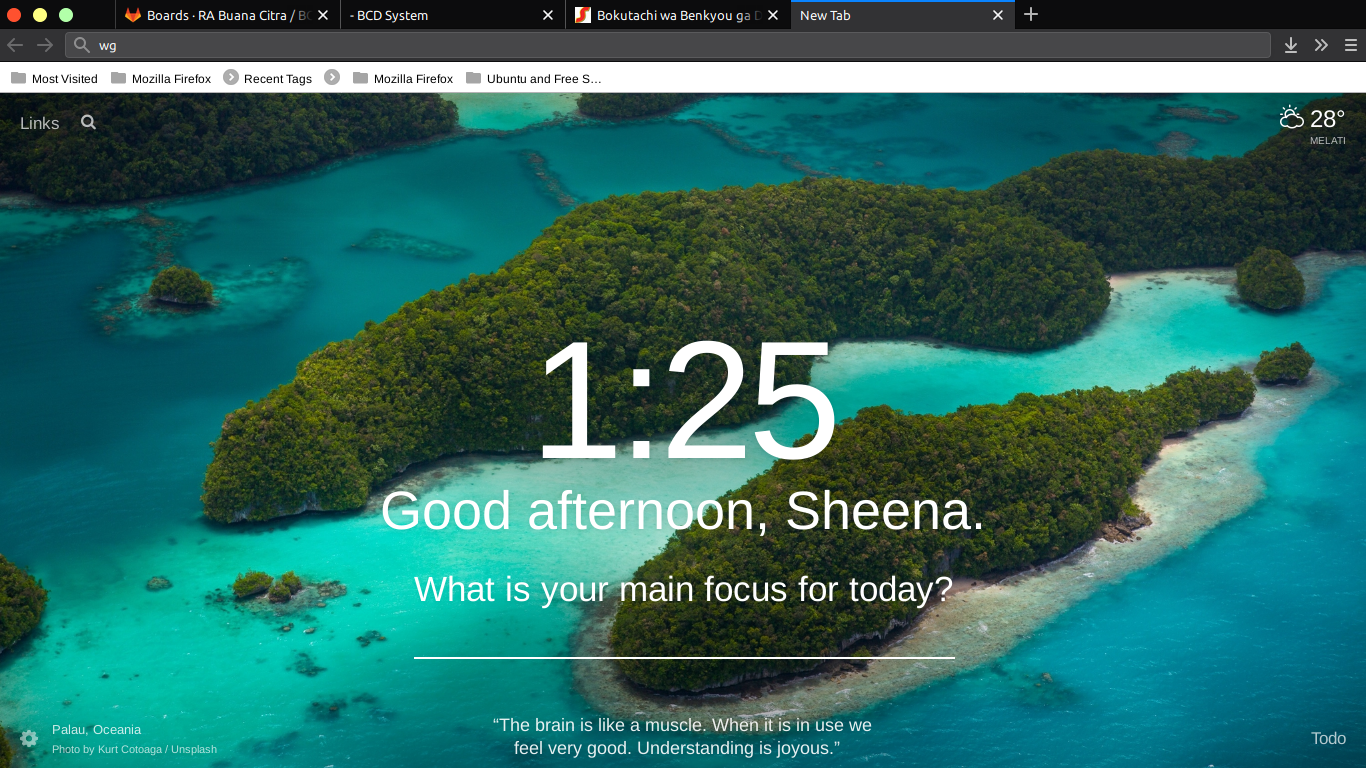 Boards · RA Buana Citra / BC
- BCD System
Bokutachi wa Benkyou ga D
New Tab
wg
Most Visited
Mozilla Firefox
Recent Tags
Mozilla Firefox
Ubuntu and Free S…
Links
28°
MELATI
1:25
Good afternoon, Sheena.
What is your main focus for today?
“The brain is like a muscle. When it is in use we
feel very good. Understanding is joyous.”
Palau, Oceania
Photo by Kurt Cotoaga / Unsplash
Todo